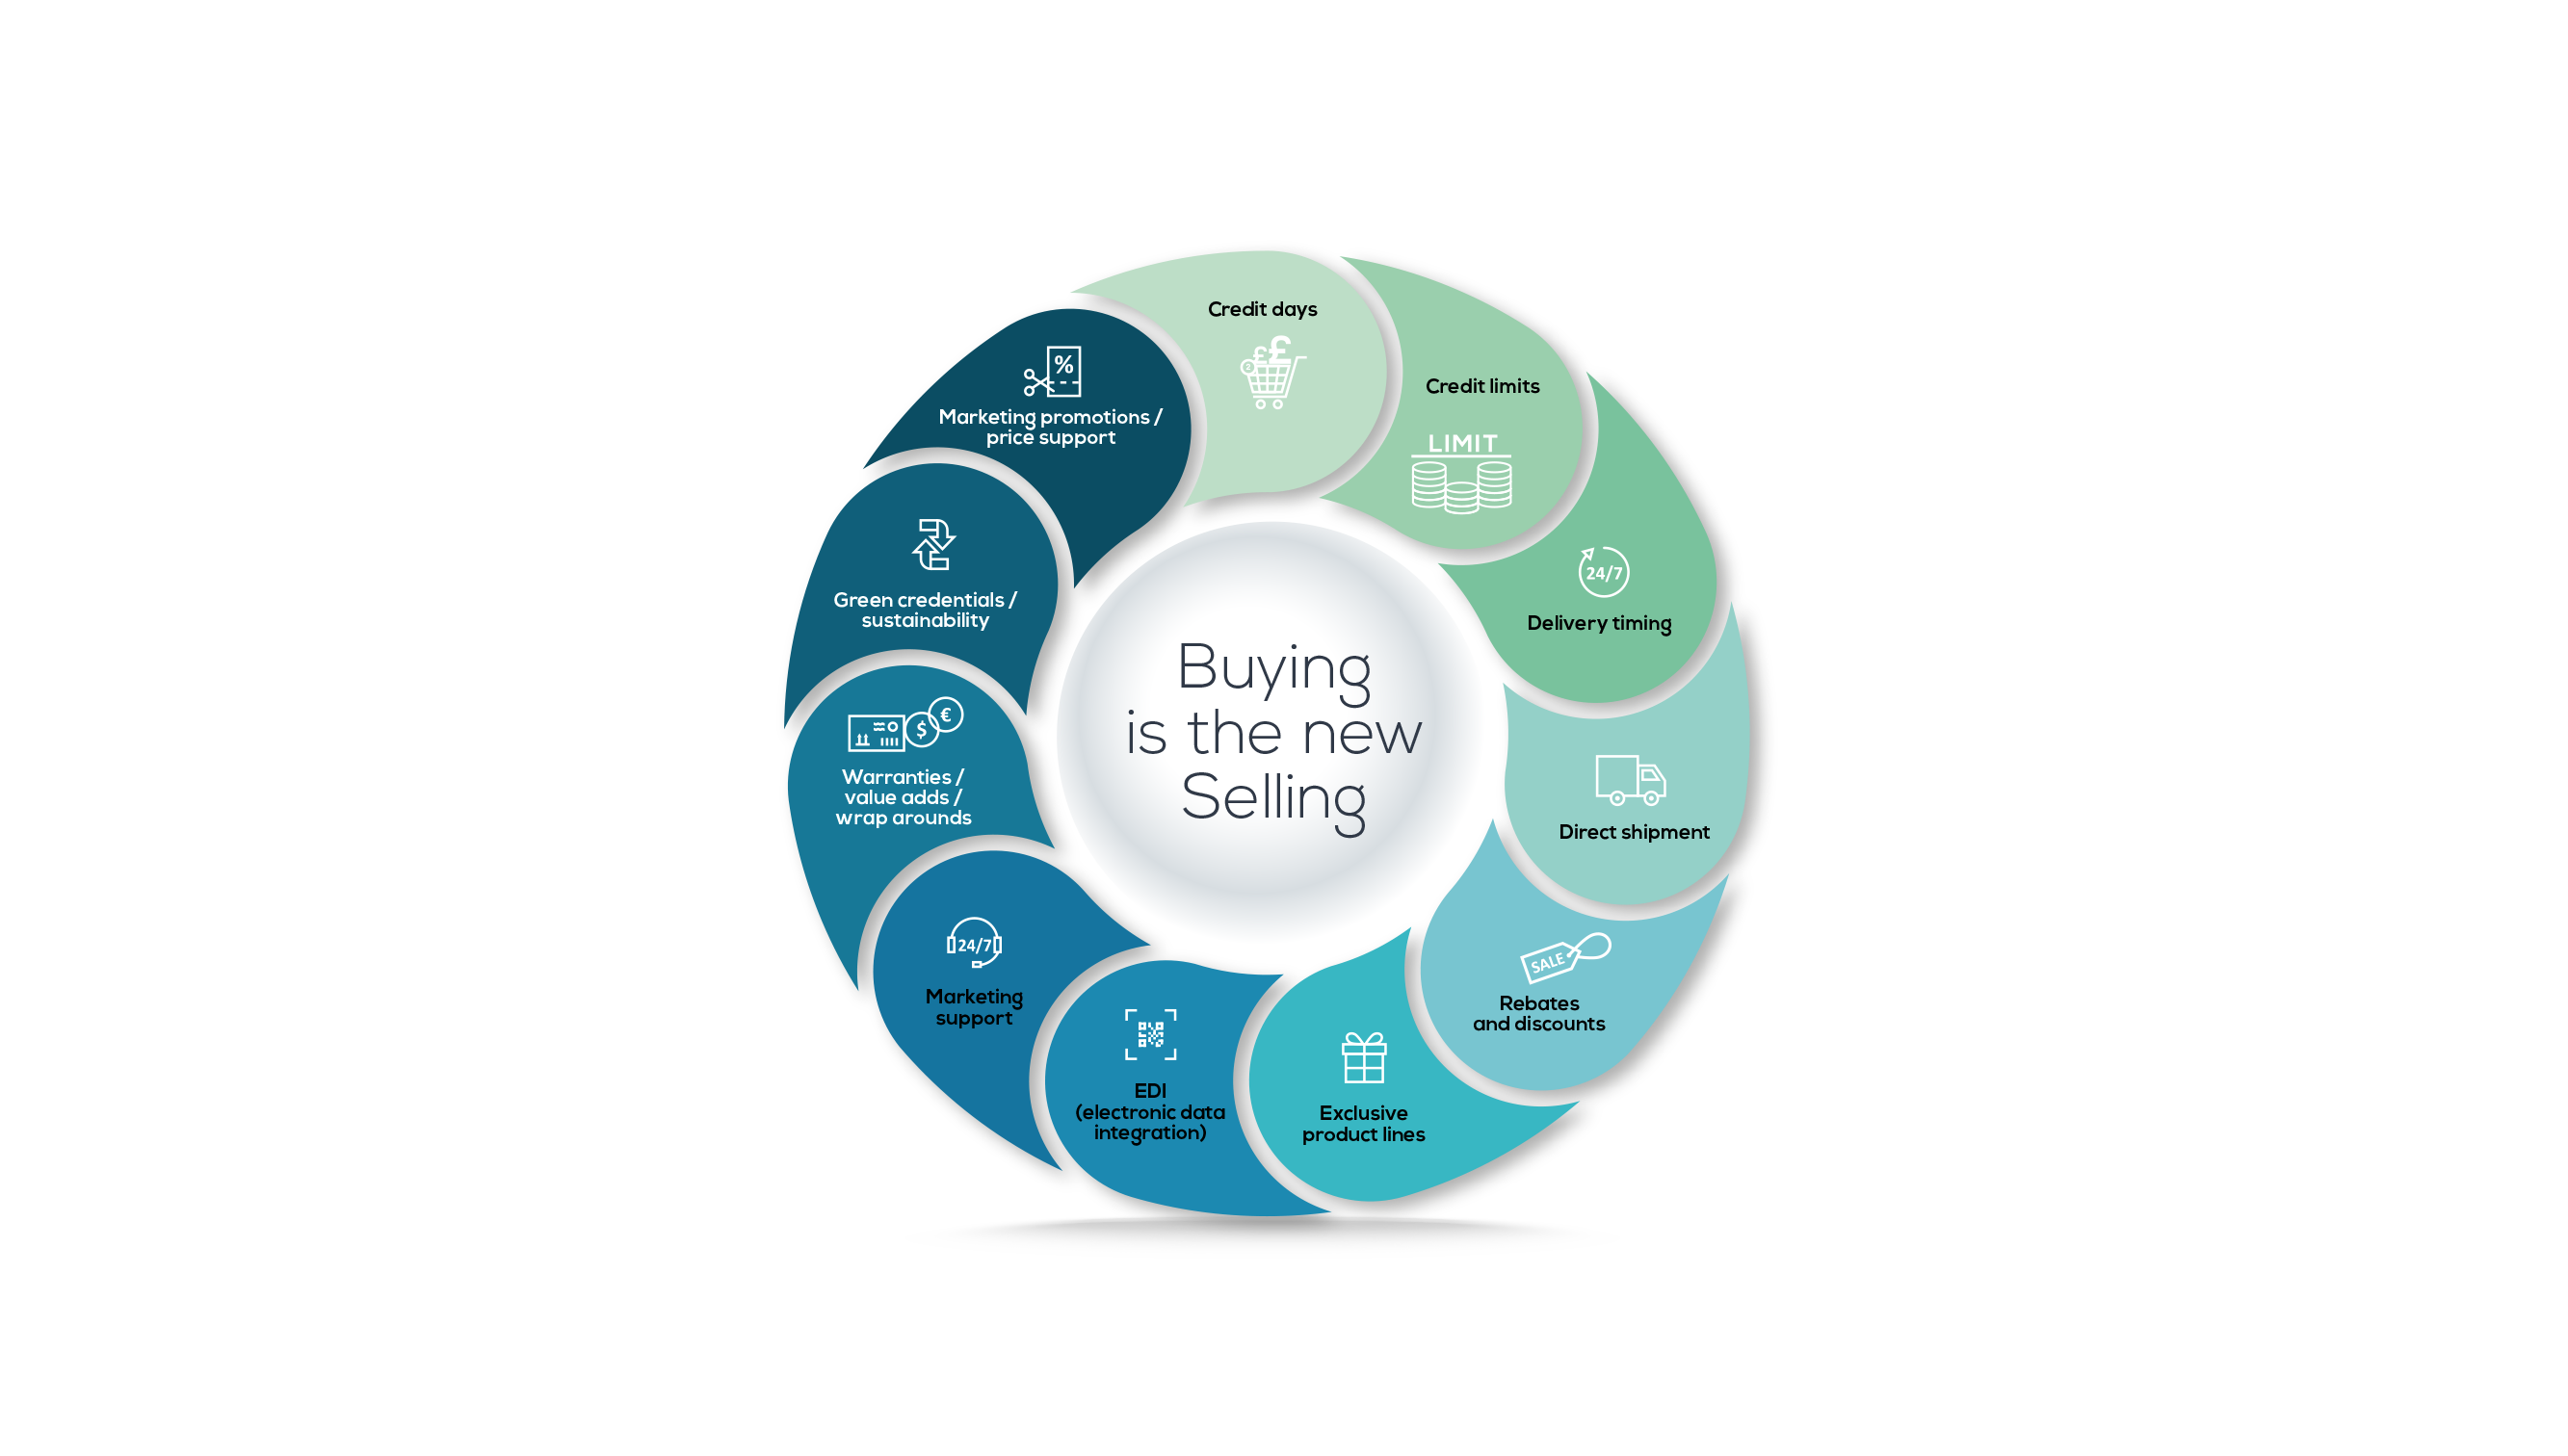 Buying
is the new
Selling
Credit days
££
2
Credit limits
LIMIT
24/7
Delivery timing
Direct shipment
SALE
Rebates
and discounts
Exclusive
product lines
EDI
(electronic data
integration)
24/7
Marketing
support
$ €
Warranties /
value adds /
wrap arounds
Green credentials /
sustainability
%
Marketing promotions /
price support